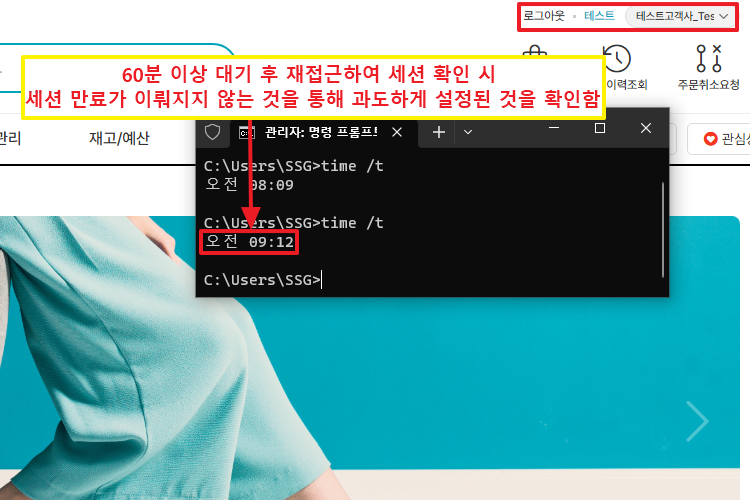 로그아웃 • 테스트 테스트고객사_Tes
60분 이상 대기 후 재접근하여 세션 확인 시
세션 만료가 이뤄지지 않는 것을 통해 과도하게 설정된 것을 확인함
이력조회 주문취소요청
관리 재고/예산 관심상
관리자: 명령 프롬프!
C:\Users\SSG>time /t
오전 08:09
C:\Users\SSG>time /t
오전 09:12
C:\Users\SSG>